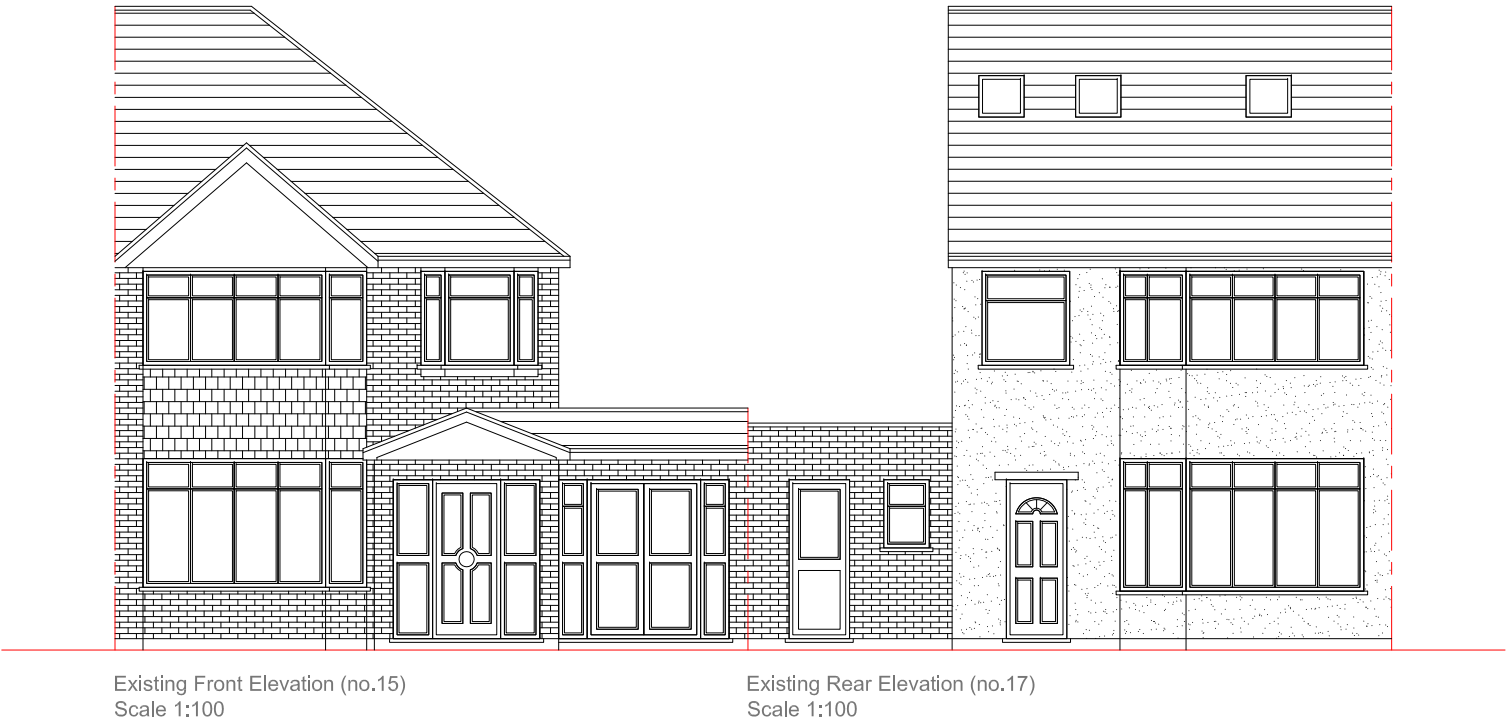 Existing Front Elevation (no.15)
Scale 1:100
Existing Rear Elevation (no.17)
Scale 1:100